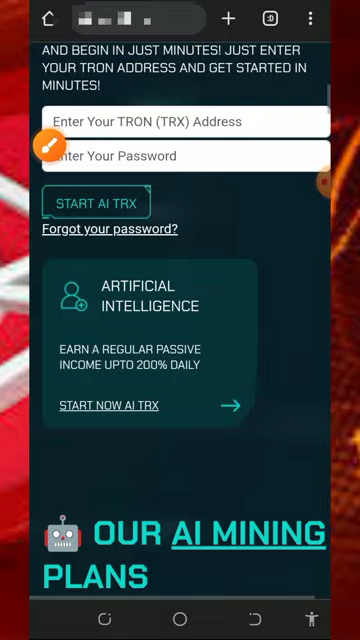 :D
AND BEGIN IN JUST MINUTES! JUST ENTER
YOUR TRON ADDRESS AND GET STARTED IN
MINUTES!
Enter Your TRON (TRX) Address
nter Your Password
START AI TRX
Forgot your password?
ARTIFICIAL
INTELLIGENCE
EARN A REGULAR PASSIVE
INCOME UPTO 200% DAILY
START NOW AI TRX
OUR AI MINING
PLANS